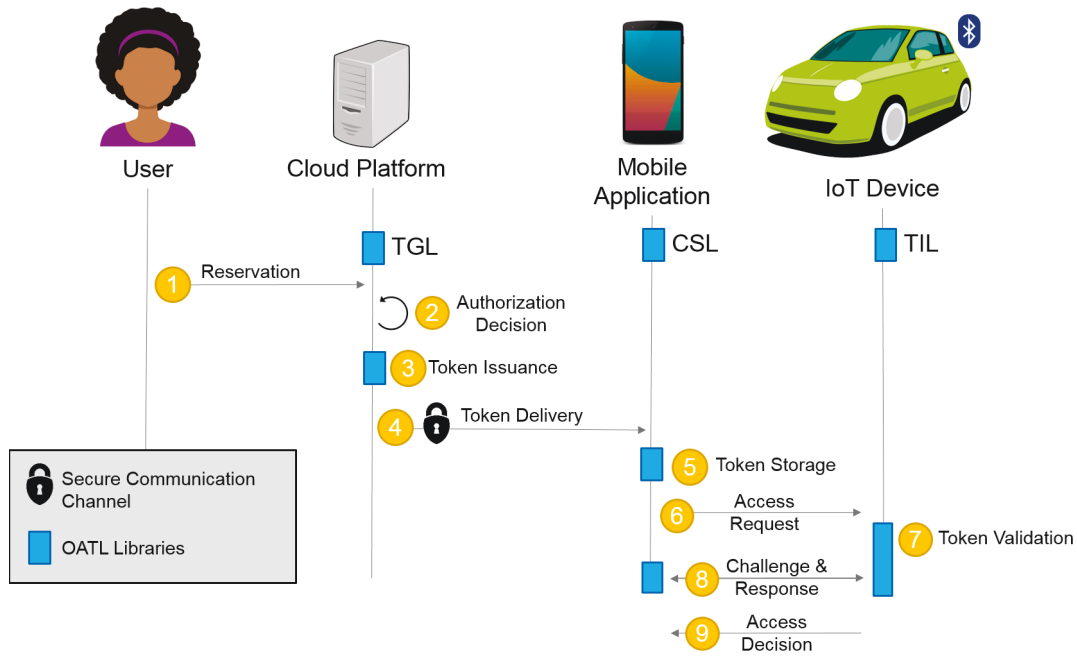 User
Cloud Platform
Mobile
Application
IoT Device
TGL
CSL
TIL
1
Reservation
2
Authorization
Decision
3
Token Issuance
4
Token Delivery
Secure Communication
Channel
OATL Libraries
5
Token Storage
6
Access
Request
7
Token Validation
8
Challenge &
Response
9
Access
Decision